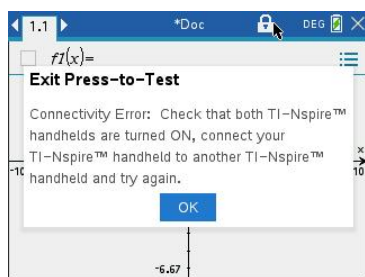 1.1 *Doc DEG
f1(x)=
Exit Press-to-Test
Connectivity Error: Check that both TI-Nspire™
handhelds are turned ON, connect your
TI-Nspire™ handheld to another TI-Nspire™
handheld and try again.
x
-10 10
OK
-6.67